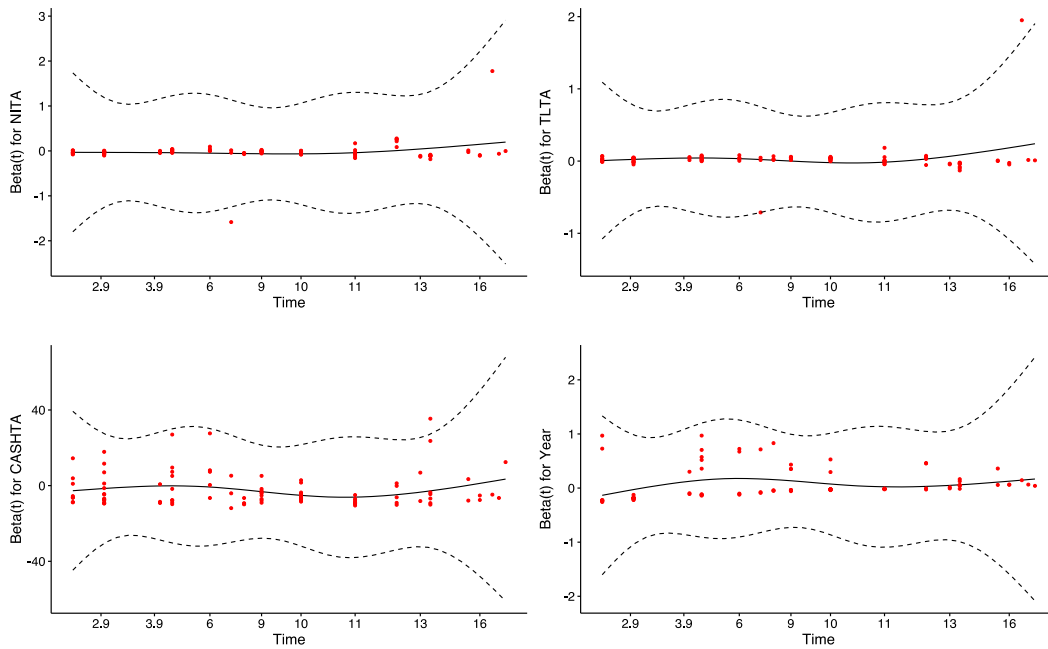 Beta(t) for NITA
3
2
1
0
-1
-2
2.9 3.9 6 9 10 11 13 16
Time
Beta(t) for TLTA
2
1
0
-1
2.9 3.9 6 9 10 11 13 16
Time
Beta(t) for CASHTA
40
0
-40
2.9 3.9 6 9 10 11 13 16
Time
Beta(t) for Year
2
1
0
-1
-2
2.9 3.9 6 9 10 11 13 16
Time